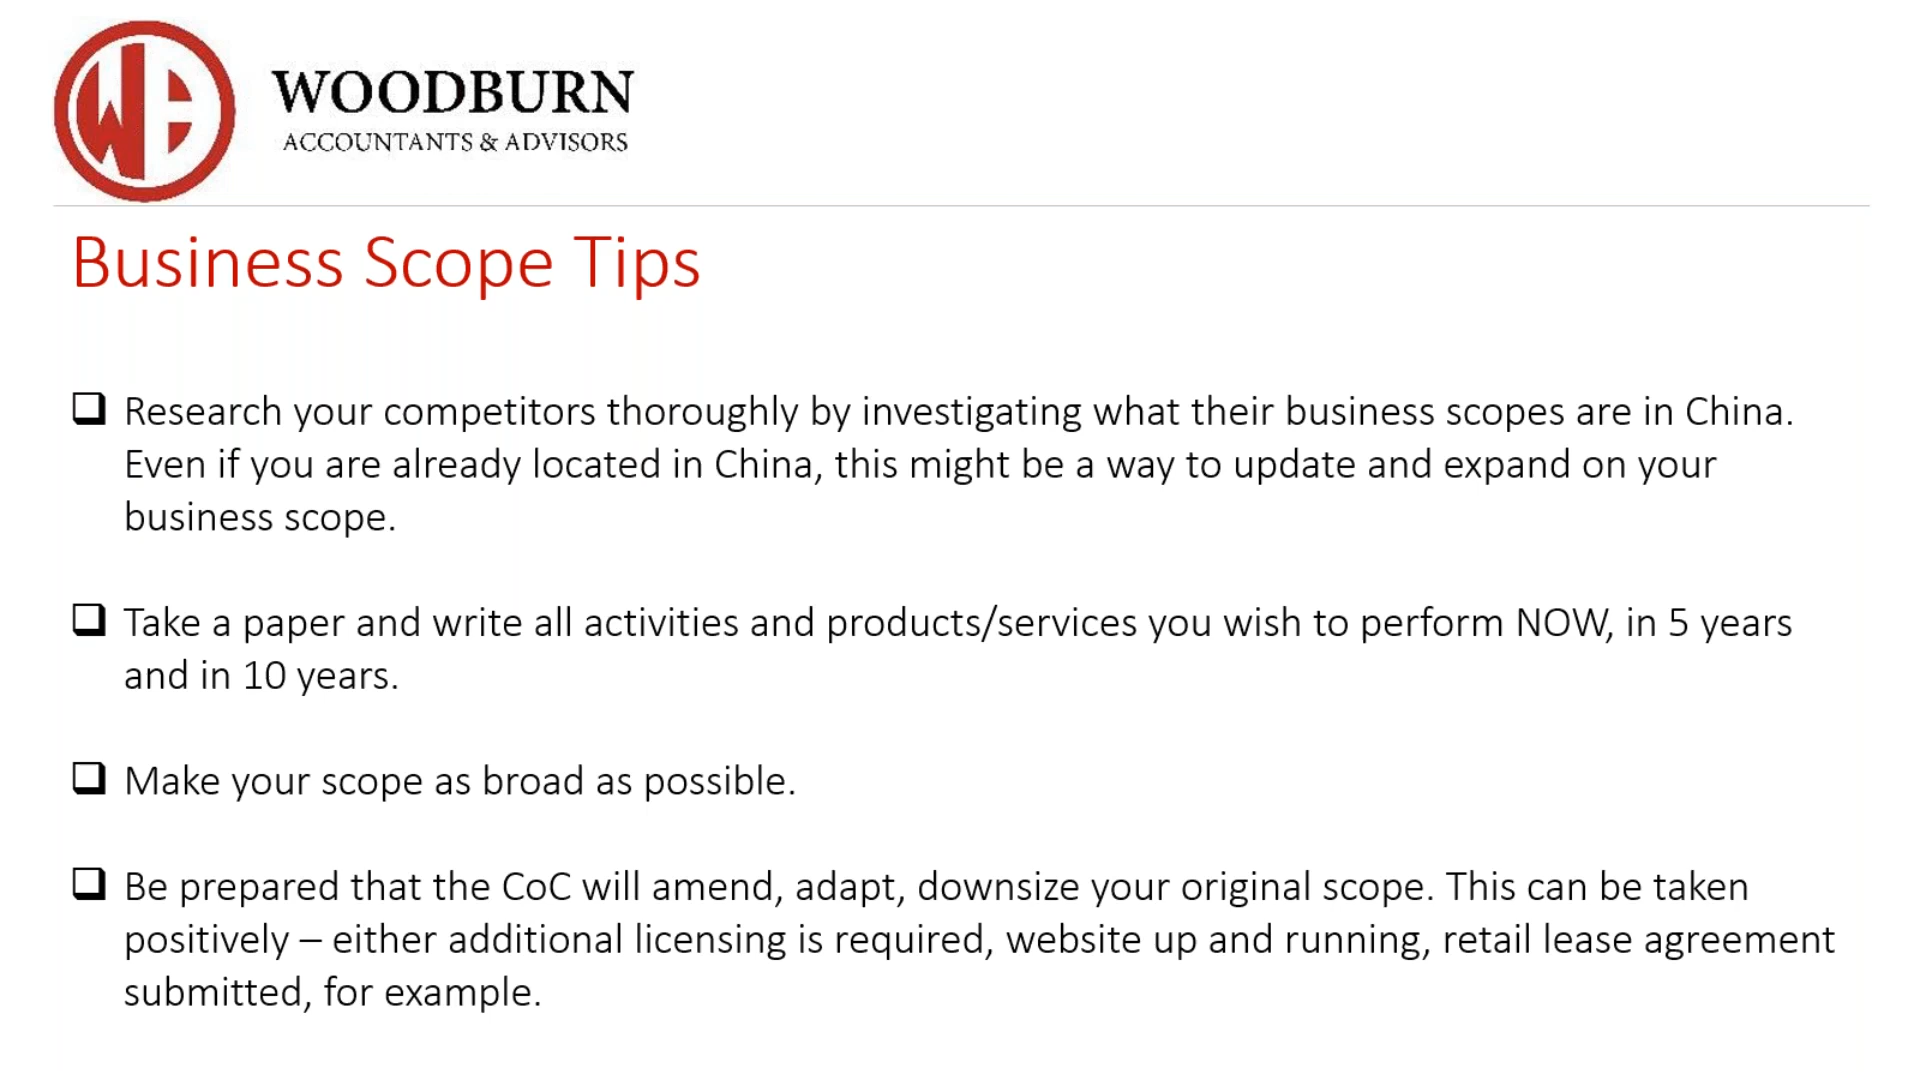 WOODBURN
ACCOUNTANTS & ADVISORS
Business Scope Tips
Research your competitors thoroughly by investigating what their business scopes are in China.
Even if you are already located in China, this might be a way to update and expand on your
business scope.
Take a paper and write all activities and products/services you wish to perform NOW, in 5 years
and in 10 years.
Make your scope as broad as possible.
Be prepared that the CoC will amend, adapt, downsize your original scope. This can be taken
positively – either additional licensing is required, website up and running, retail lease agreement
submitted, for example.